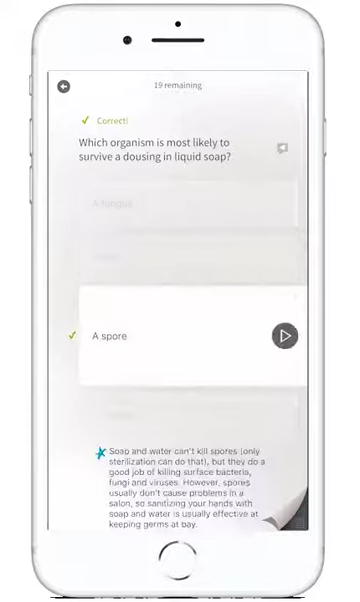 19 remaining
Correct!
Which organism is most likely to
survive a dousing in liquid soap?
A fungus
A spore
Soap and water can't kill spores (only
sterilization can do that), but they do a
good job of killing surface bacteria,
fungi and viruses. However, spores
usually don't cause problems in a
salon, so sanitizing your hands with
soap and water is usually effective at
keeping germs at bay.